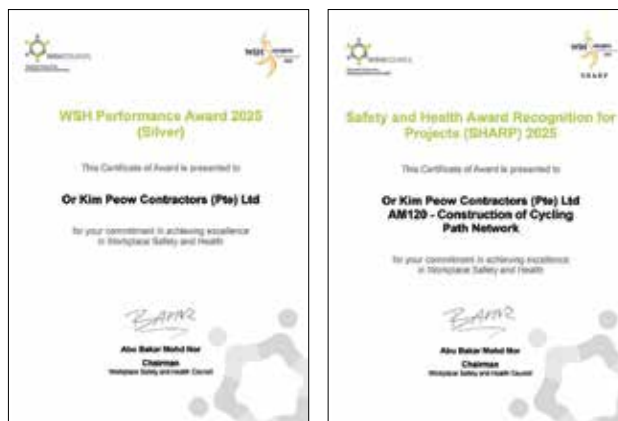 WSHCOUNCIL
WSH Performance Award 2025
(Silver)
This Certificate of Award is presented to
Or Kim Peow Contractors (Pte) Ltd
for your commitment in achieving excellence
in Workplace Safety and Health
Abu Bakar Mohd Nor
Chairman
Workplace Safety and Health Council
WSHCOUNCIL
SHARP
Safety and Health Award Recognition for
Projects (SHARP) 2025
This Certificate of Award is presented to
Or Kim Peow Contractors (Pte) Ltd
AM120 - Construction of Cycling
Path Network
for your commitment in achieving excellence
in Workplace Safety and Health
Abu Bakar Mohd Nor
Chairman
Workplace Safety and Health Council